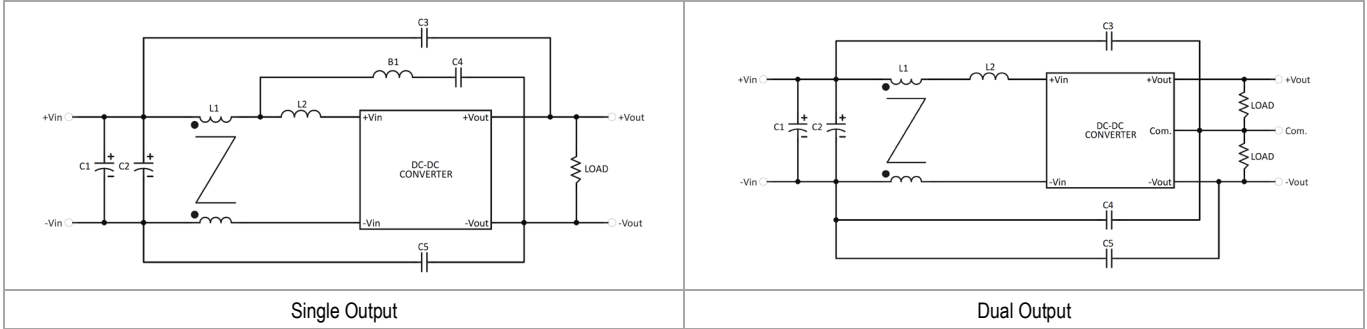 C3
B1
C4
+Vin
L1
L2
+Vin
+Vout
+Vout
C1
+
-
C2
+
-
DC-DC
CONVERTER
LOAD
-Vin
-Vin
-Vout
-Vout
C5
Single Output
C3
+Vin
L1
L2
+Vin
+Vout
+Vout
LOAD
C1
+
-
C2
+
-
DC-DC
CONVERTER
Com.
Com.
LOAD
-Vin
-Vin
-Vout
-Vout
C4
C5
Dual Output